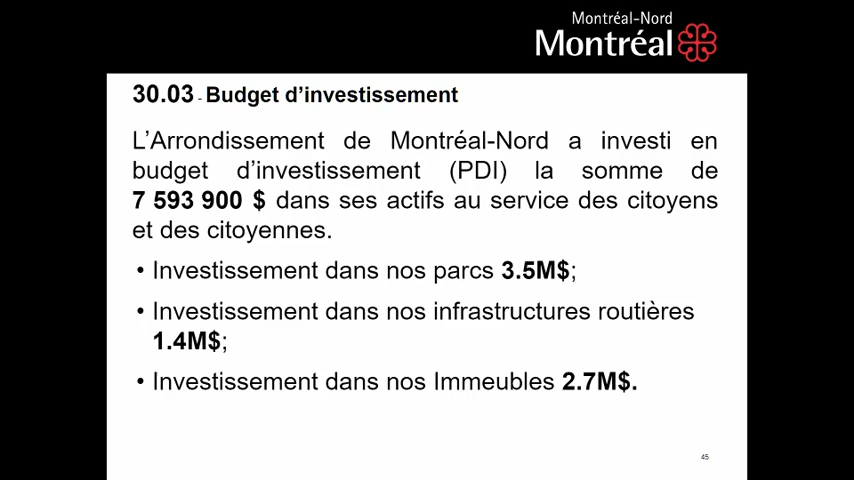 Montréal-Nord
Montréal
30.03 - Budget d’investissement
L’Arrondissement de Montréal-Nord a investi en
budget d’investissement (PDI) la somme de
7 593 900 $ dans ses actifs au service des citoyens
et des citoyennes.
• Investissement dans nos parcs 3.5M$;
• Investissement dans nos infrastructures routières
1.4M$;
• Investissement dans nos Immeubles 2.7M$.
45